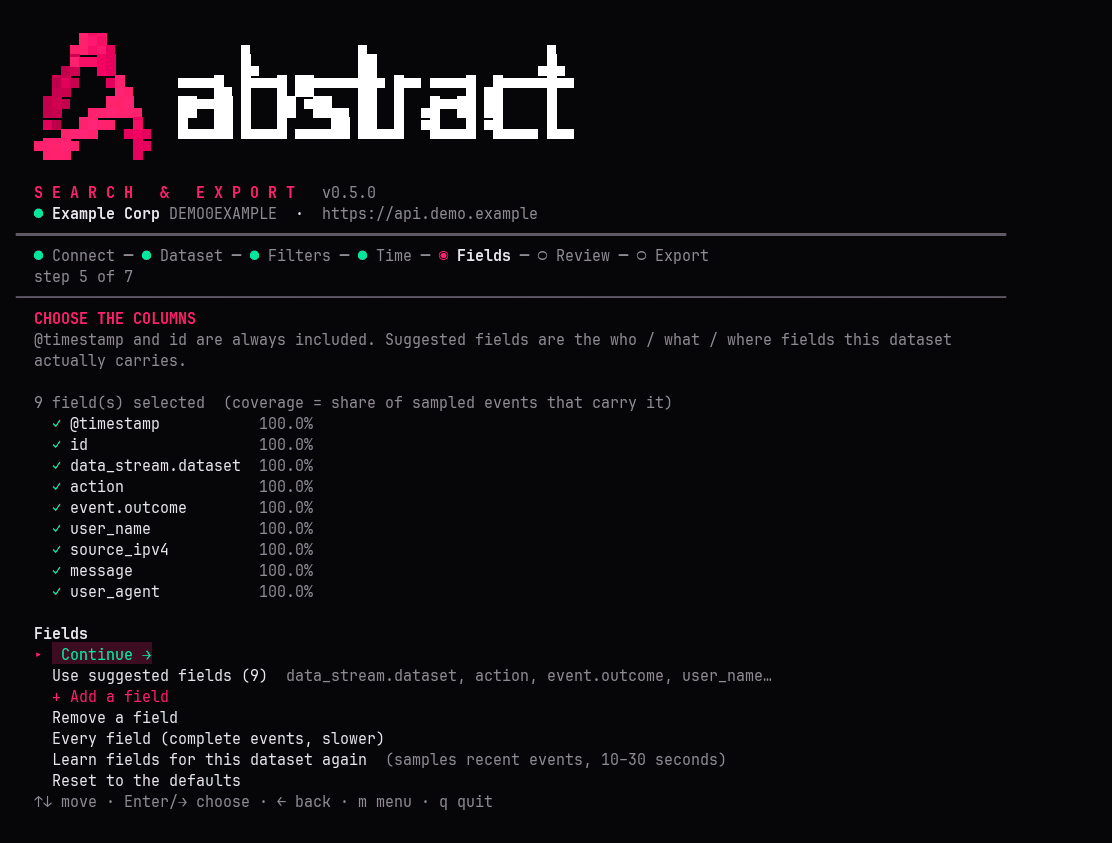 abstract
SEARCH & EXPORT v0.5.0
● Example Corp DEMO0EXAMPLE · https://api.demo.example
● Connect — ● Dataset — ● Filters — ● Time — ◉ Fields — ○ Review — ○ Export
step 5 of 7
CHOOSE THE COLUMNS
@timestamp and id are always included. Suggested fields are the who / what / where fields this dataset
actually carries.
9 field(s) selected (coverage = share of sampled events that carry it)
✓ @timestamp 100.0%
✓ id 100.0%
✓ data_stream.dataset 100.0%
✓ action 100.0%
✓ event.outcome 100.0%
✓ user_name 100.0%
✓ source_ipv4 100.0%
✓ message 100.0%
✓ user_agent 100.0%
Fields
▸ Continue →
Use suggested fields (9) data_stream.dataset, action, event.outcome, user_name…
+ Add a field
Remove a field
Every field (complete events, slower)
Learn fields for this dataset again (samples recent events, 10–30 seconds)
Reset to the defaults
↑↓ move · Enter/→ choose · ← back · m menu · q quit